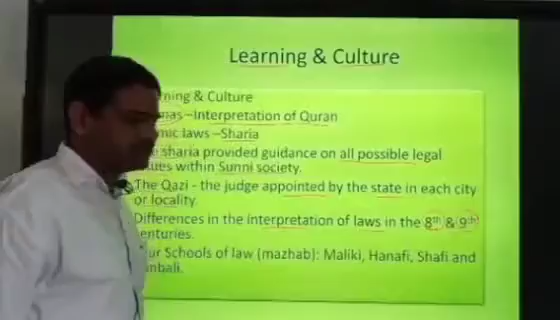 Learning & Culture
rning & Culture
mas –Interpretation of Quran
mic laws –Sharia
sharia provided guidance on all possible legal
sues within Sunni society.
The Qazi - the judge appointed by the state in each city
or locality.
Differences in the interpretation of laws in the 8th & 9th
enturies.
ur Schools of law (mazhab): Maliki, Hanafi, Shafi and
nbali.